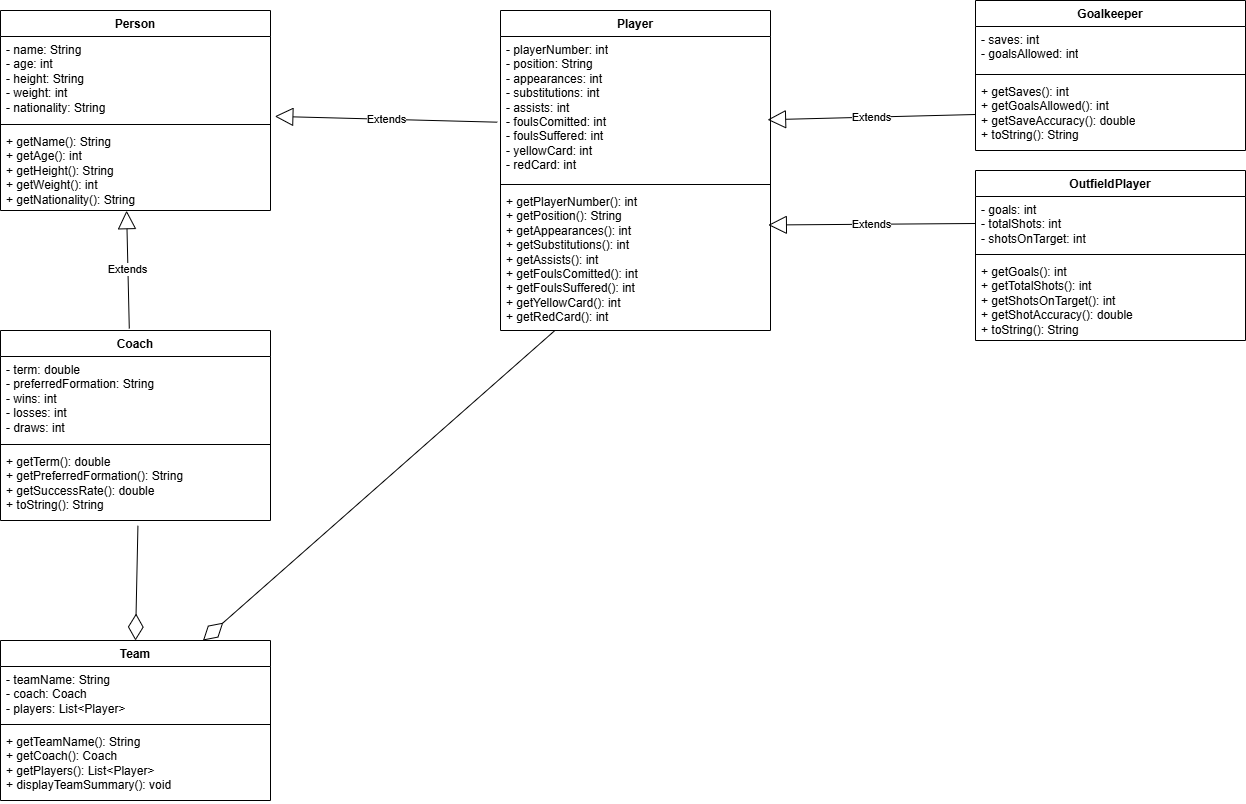 Person
- name: String
- age: int
- height: String
- weight: int
- nationality: String
+ getName(): String
+ getAge(): int
+ getHeight(): String
+ getWeight(): int
+ getNationality(): String
Extends
Player
- playerNumber: int
- position: String
- appearances: int
- substitutions: int
- assists: int
- foulsComitted: int
- foulsSuffered: int
- yellowCard: int
- redCard: int
+ getPlayerNumber(): int
+ getPosition(): String
+ getAppearances(): int
+ getSubstitutions(): int
+ getAssists(): int
+ getFoulsComitted(): int
+ getFoulsSuffered(): int
+ getYellowCard(): int
+ getRedCard(): int
Extends
Goalkeeper
- saves: int
- goalsAllowed: int
+ getSaves(): int
+ getGoalsAllowed(): int
+ getSaveAccuracy(): double
+ toString(): String
Extends
OutfieldPlayer
- goals: int
- totalShots: int
- shotsOnTarget: int
+ getGoals(): int
+ getTotalShots(): int
+ getShotsOnTarget(): int
+ getShotAccuracy(): double
+ toString(): String
Extends
Coach
- term: double
- preferredFormation: String
- wins: int
- losses: int
- draws: int
+ getTerm(): double
+ getPreferredFormation(): String
+ getSuccessRate(): double
+ toString(): String
Team
- teamName: String
- coach: Coach
- players: List<Player>
+ getTeamName(): String
+ getCoach(): Coach
+ getPlayers(): List<Player>
+ displayTeamSummary(): void